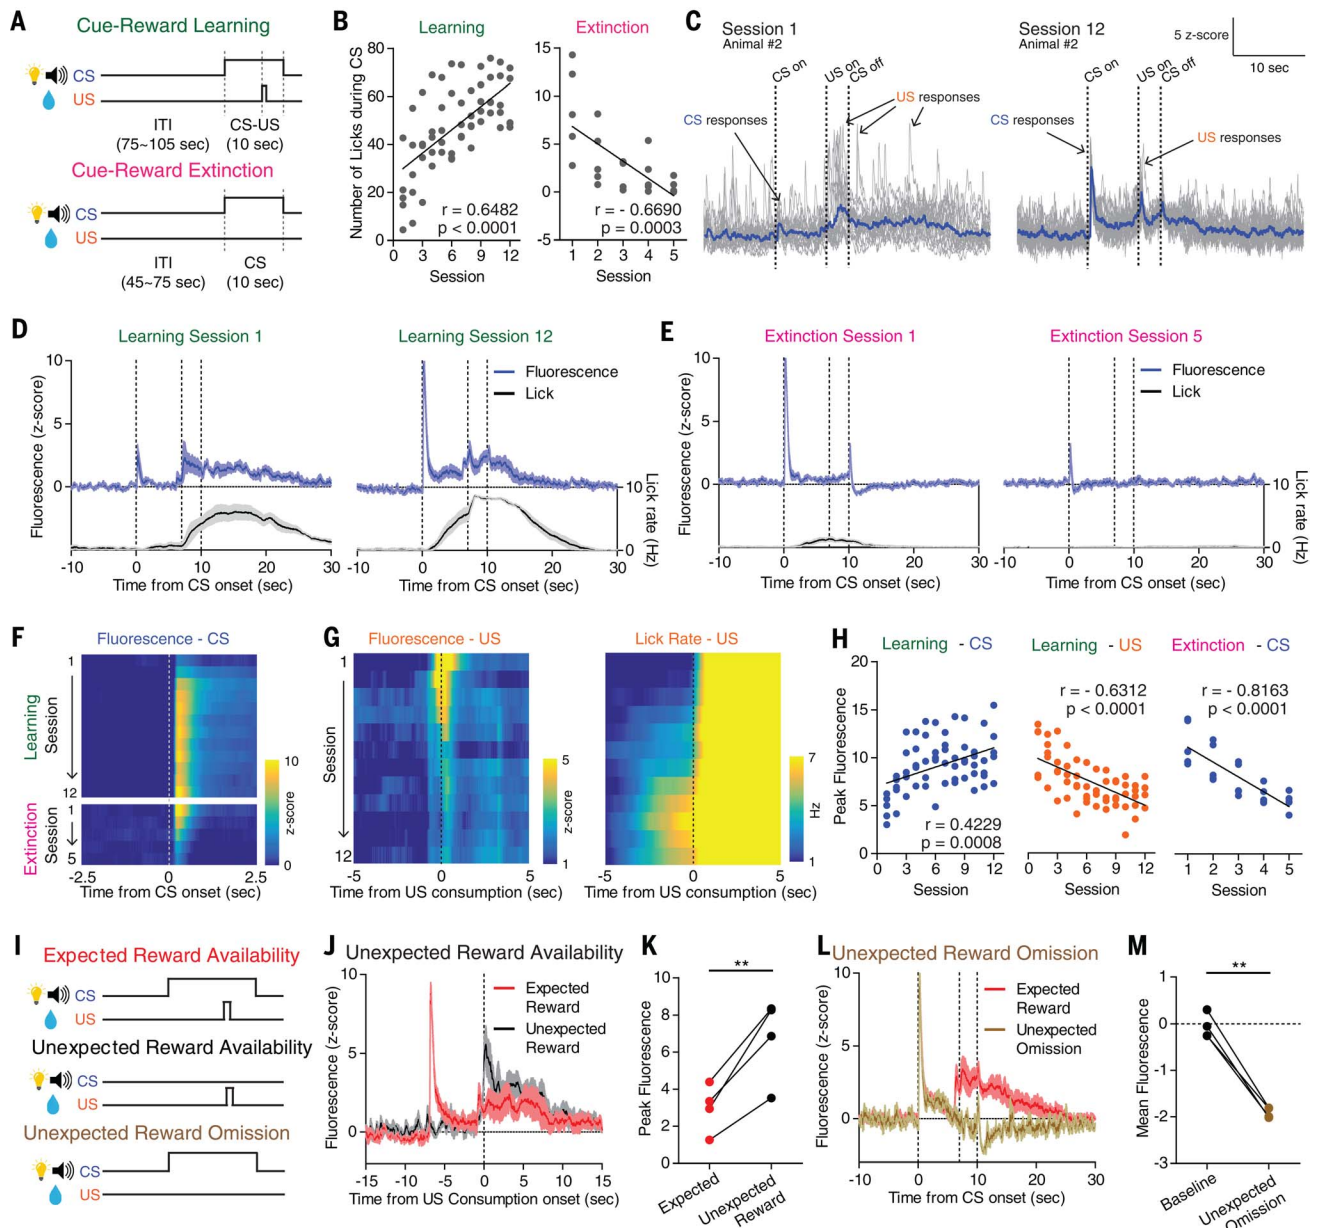 A
Cue-Reward Learning
CS
US
ITI
(75~105 sec)
CS-US
(10 sec)
Cue-Reward Extinction
CS
US
ITI
(45~75 sec)
CS
(10 sec)
B
Learning
Extinction
Number of Licks during CS
80
60
40
20
0
r = 0.6482
p < 0.0001
0 3 6 9 12
Session
15
10
5
0
-5
r = - 0.6690
p = 0.0003
1 2 3 4 5
Session
C
Session 1
Animal #2
CS on
US on
CS off
CS responses
US responses
Session 12
Animal #2
CS on
US on
CS off
CS responses
US responses
5 z-score
10 sec
D
Learning Session 1
Learning Session 12
Fluorescence (z-score)
10
5
0
Fluorescence
Lick
10
0
Lick rate (Hz)
-10 0 10 20 30
Time from CS onset (sec)
-10 0 10 20 30
Time from CS onset (sec)
E
Extinction Session 1
Extinction Session 5
Fluorescence (z-score)
10
5
0
Fluorescence
Lick
10
0
Lick rate (Hz)
-10 0 10 20 30
Time from CS onset (sec)
-10 0 10 20 30
Time from CS onset (sec)
F
Fluorescence - CS
Learning
Session
1
12
Extinction
Session
1
5
10
0
z-score
-2.5 0 2.5
Time from CS onset (sec)
G
Fluorescence - US
Session
1
12
5
1
z-score
-5 0 5
Time from US consumption (sec)
Lick Rate - US
7
1
Hz
-5 0 5
Time from US consumption (sec)
H
Learning - CS
Learning - US
Extinction - CS
Peak Fluorescence
20
15
10
5
0
r = 0.4229
p = 0.0008
0 3 6 9 12
Session
r = - 0.6312
p < 0.0001
0 3 6 9 12
Session
r = - 0.8163
p < 0.0001
1 2 3 4 5
Session
I
Expected Reward Availability
CS
US
Unexpected Reward Availability
CS
US
Unexpected Reward Omission
CS
US
J
Unexpected Reward Availability
Fluorescence (z-score)
10
5
0
Expected
Reward
Unexpected
Reward
-15 -10 -5 0 5 10 15
Time from US Consumption onset (sec)
K
**
Peak Fluorescence
10
8
6
4
2
0
Expected
Unexpected
Reward
L
Unexpected Reward Omission
Fluorescence (z-score)
10
5
0
Expected
Reward
Unexpected
Omission
-10 0 10 20 30
Time from CS onset (sec)
M
**
Mean Fluorescence
1
0
-1
-2
-3
Baseline
Unexpected
Omission